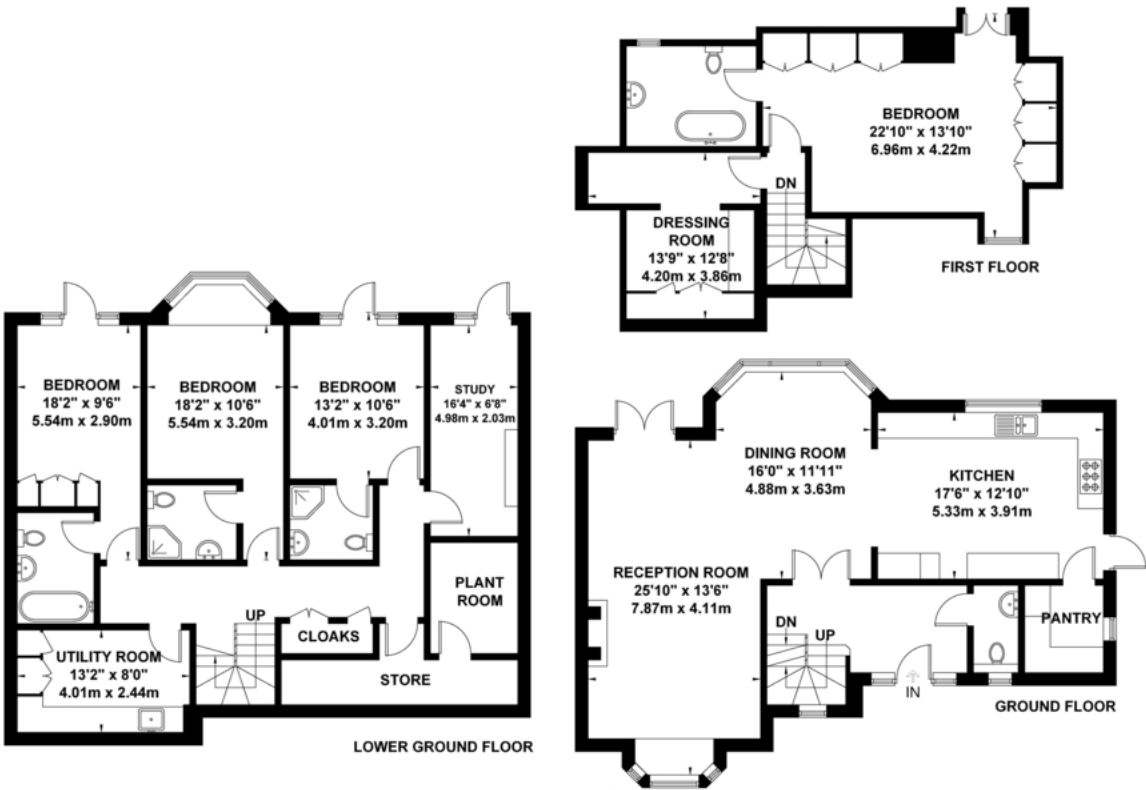 BEDROOM
22'10" x 13'10"
6.96m x 4.22m
DN
DRESSING
ROOM
13'9" x 12'8"
4.20m x 3.86m
FIRST FLOOR
BEDROOM
18'2" x 9'6"
5.54m x 2.90m
BEDROOM
18'2" x 10'6"
5.54m x 3.20m
BEDROOM
13'2" x 10'6"
4.01m x 3.20m
STUDY
16'4" x 6'8"
4.98m x 2.03m
PLANT
ROOM
UP
CLOAKS
UTILITY ROOM
13'2" x 8'0"
4.01m x 2.44m
STORE
LOWER GROUND FLOOR
DINING ROOM
16'0" x 11'11"
4.88m x 3.63m
KITCHEN
17'6" x 12'10"
5.33m x 3.91m
RECEPTION ROOM
25'10" x 13'6"
7.87m x 4.11m
DN
UP
PANTRY
IN
GROUND FLOOR